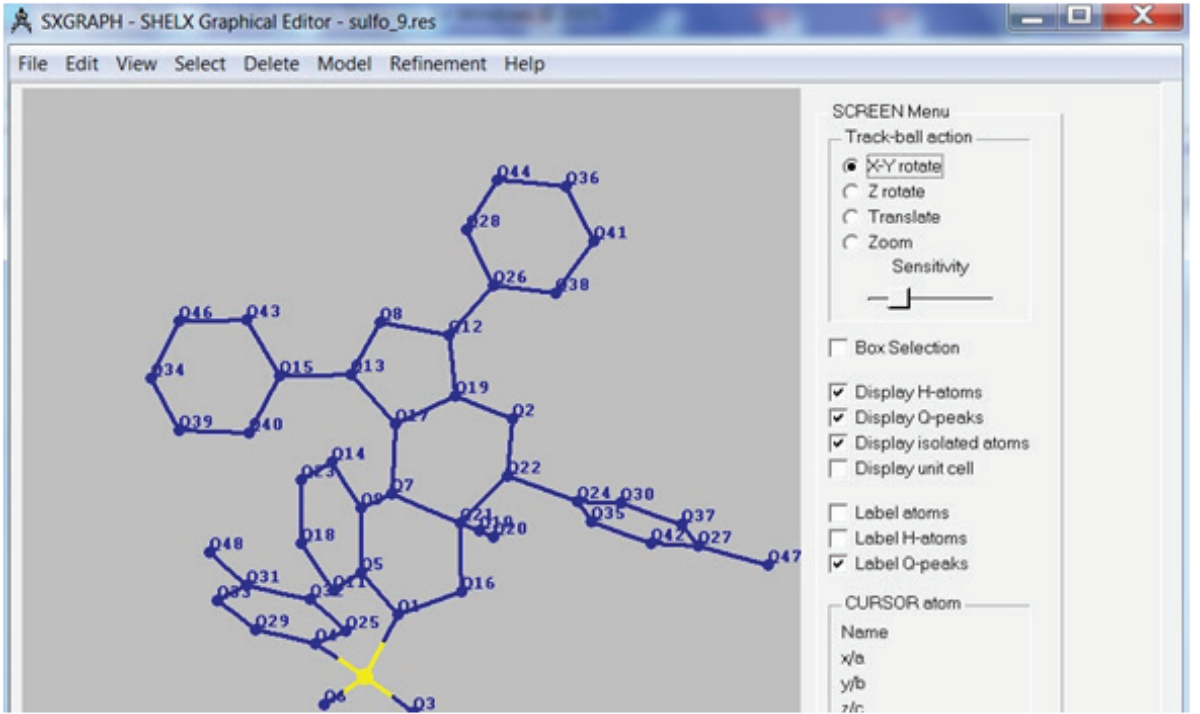 SXGRAPH - SHELX Graphical Editor - sulfo_9.res
File Edit View Select Delete Model Refinement Help
SCREEN Menu
Track-ball action
X-Y rotate
Z rotate
Translate
Zoom
Sensitivity
Box Selection
Display H-atoms
Display Q-peaks
Display isolated atoms
Display unit cell
Label atoms
Label H-atoms
Label Q-peaks
CURSOR atom
Name
x/a
y/b
z/c
Q44 Q36
Q28
Q41
Q26
Q38
Q46 Q43
Q8
Q12
Q34
Q15
Q13
Q19
Q39
Q40
Q17
Q2
Q14
Q23
Q22
Q7
Q9
Q24 Q30
Q21
Q20
Q35
Q37
Q18
Q42
Q27
Q48
Q47
Q5
Q31
Q11
Q16
Q33
Q32
Q1
Q29
Q25
Q4
Q6
Q3